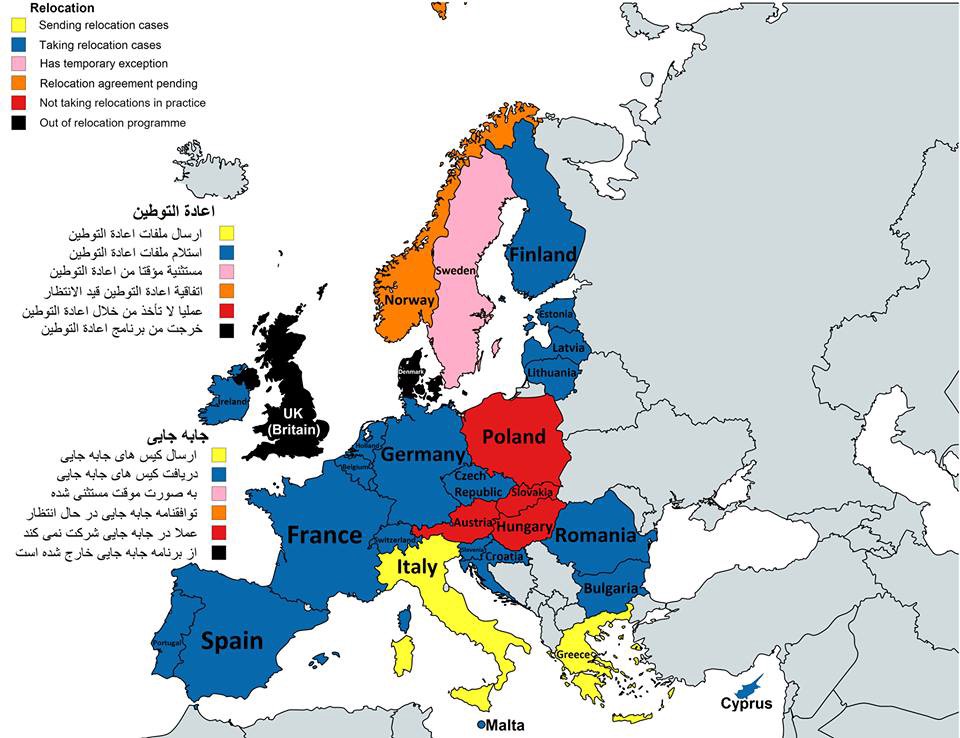 Relocation
Sending relocation cases
Taking relocation cases
Has temporary exception
Relocation agreement pending
Not taking relocations in practice
Out of relocation programme
اعادة التوطين
ارسال ملفات اعادة التوطين
استلام ملفات اعادة التوطين
مستثنية مؤقتا من اعادة التوطين
اتفاقية اعادة التوطين قيد الانتظار
عمليا لا تأخذ من خلال اعادة التوطين
خرجت من برنامج اعادة التوطين
جابه جایی
ارسال کیس های جابه جایی
دریافت کیس های جابه جایی
به صورت موقت مستثنی شده
توافقنامه جابه جایی در حال انتظار
عملا در جابه جایی شرکت نمی کند
از برنامه جابه جایی خارج شده است
Finland
Sweden
Norway
Estonia
Latvia
Lithuania
Denmark
Ireland
UK
(Britain)
Poland
Holland
Germany
Belgium
Czech
Republic
Slovakia
Austria
Hungary
France
Switzerland
Romania
Slovenia
Croatia
Italy
Bulgaria
Portugal
Spain
Greece
Cyprus
Malta